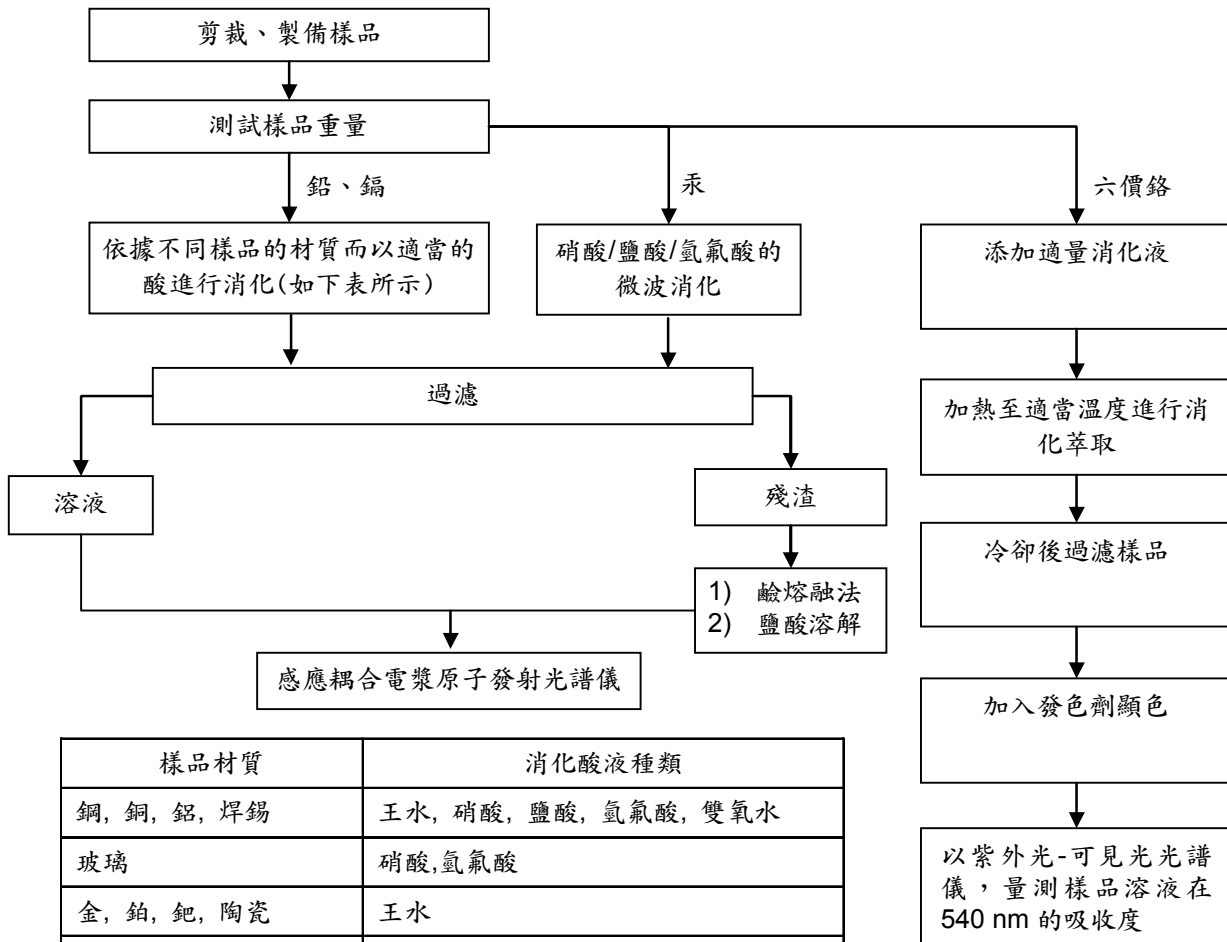 剪裁、製備樣品
測試樣品重量
鉛、鎘
汞
六價鉻
依據不同樣品的材質而以適當的
酸進行消化(如下表所示)
硝酸/鹽酸/氫氟酸的
微波消化
添加適量消化液
過濾
加熱至適當溫度進行消
化萃取
溶液
殘渣
冷卻後過濾樣品
1) 鹼熔融法
2) 鹽酸溶解
感應耦合電漿原子發射光譜儀
加入發色劑顯色
樣品材質 消化酸液種類
鋼, 銅, 鋁, 焊錫 王水, 硝酸, 鹽酸, 氫氟酸, 雙氧水
玻璃 硝酸,氫氟酸
金, 鉑, 鈀, 陶瓷 王水
以紫外光-可見光光譜
儀，量測樣品溶液在
540 nm 的吸收度